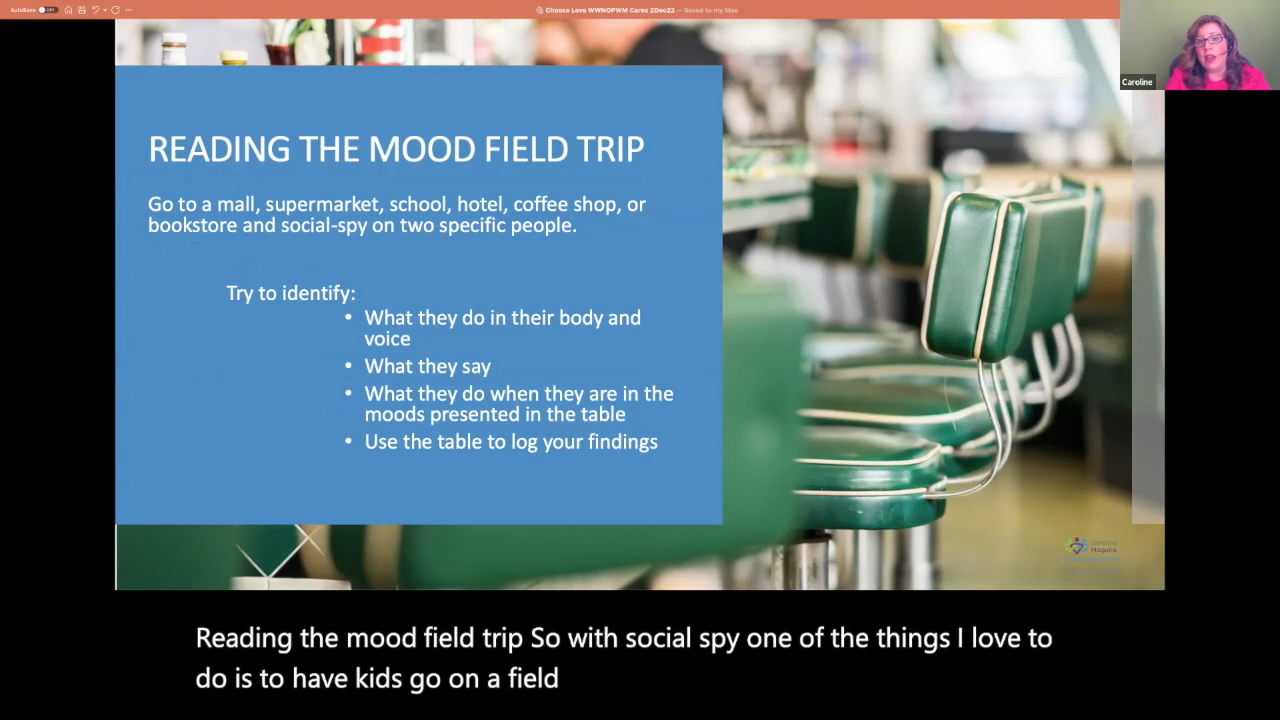 AutoSave OFF
Choose Love WWNOPWM Cares 2Dec22 — Saved to my Mac
Caroline
READING THE MOOD FIELD TRIP
Go to a mall, supermarket, school, hotel, coffee shop, or
bookstore and social-spy on two specific people.
Try to identify:
• What they do in their body and
voice
• What they say
• What they do when they are in the
moods presented in the table
• Use the table to log your findings
Caroline
Maguire
Reading the mood field trip So with social spy one of the things I love to
do is to have kids go on a field